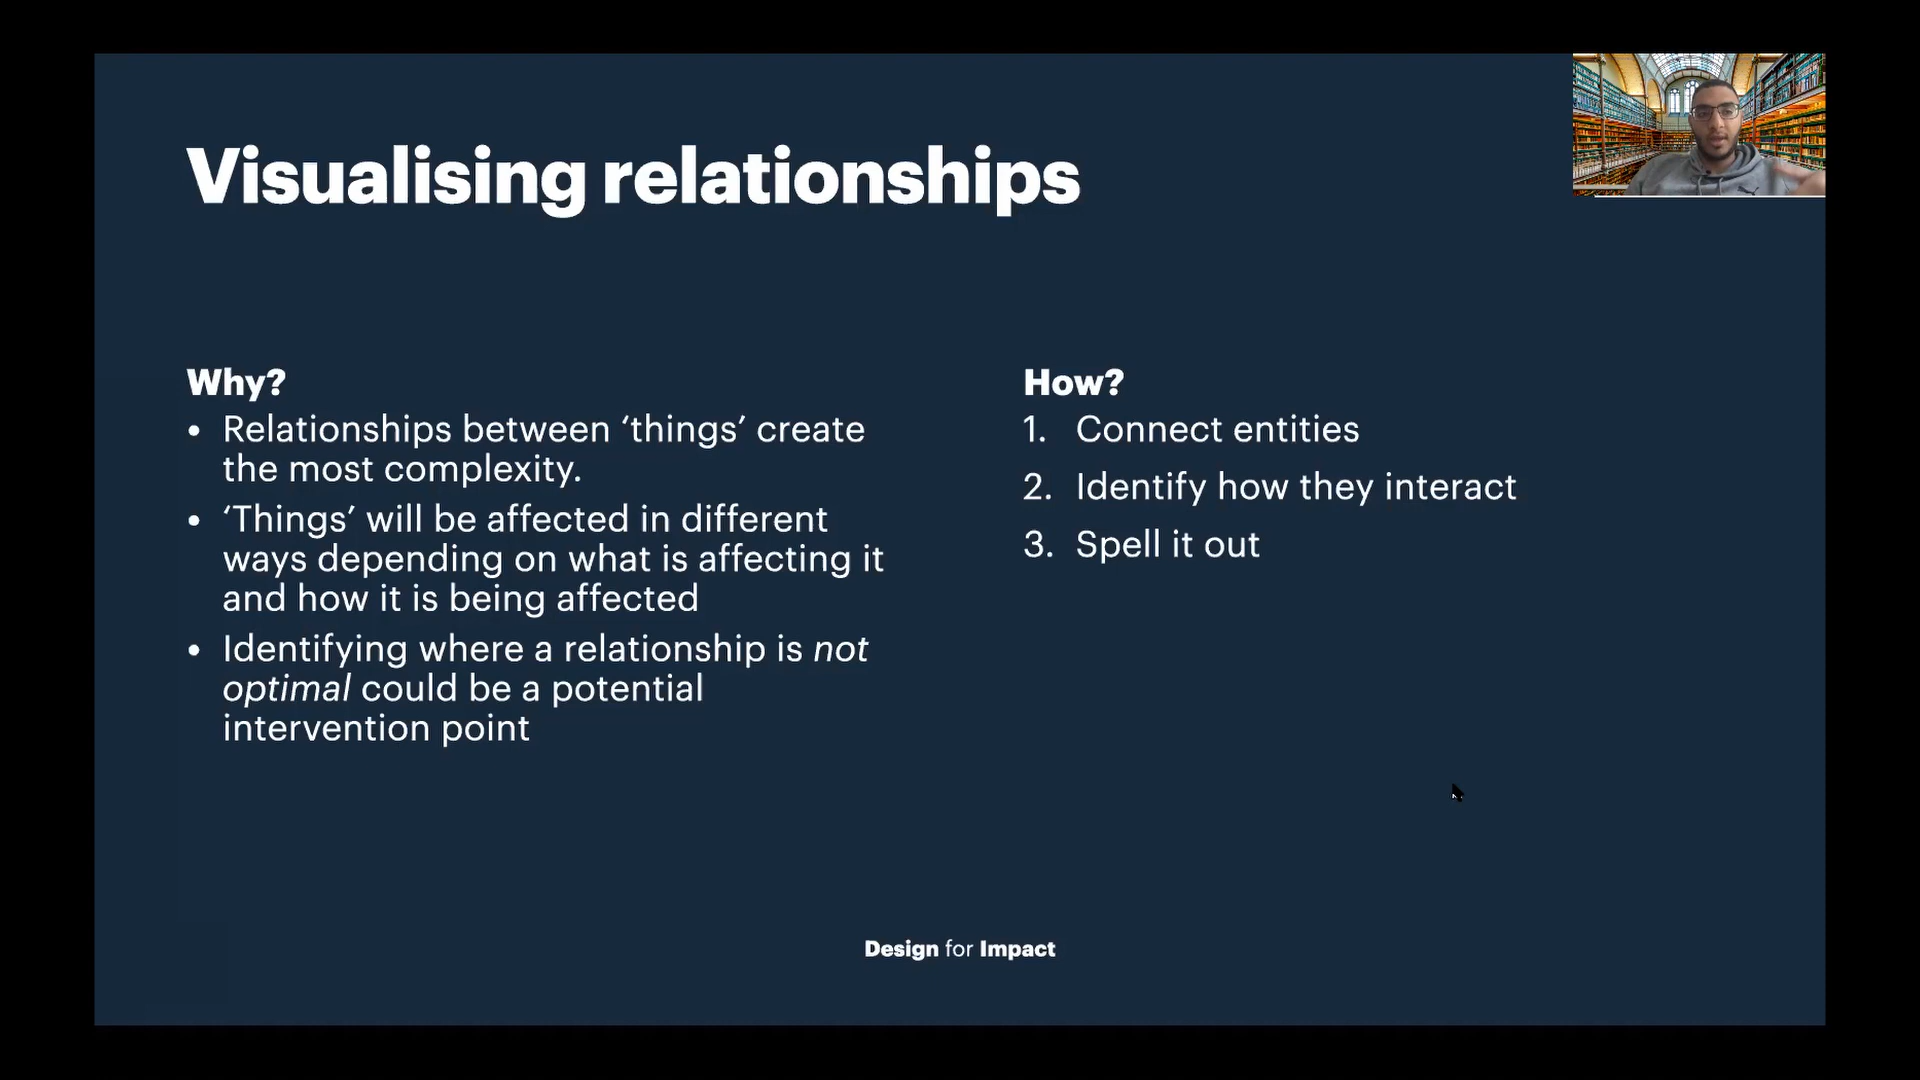 Visualising relationships
Why?
• Relationships between ‘things’ create
the most complexity.
• ‘Things’ will be affected in different
ways depending on what is affecting it
and how it is being affected
• Identifying where a relationship is not
optimal could be a potential
intervention point
How?
1. Connect entities
2. Identify how they interact
3. Spell it out
Design for Impact